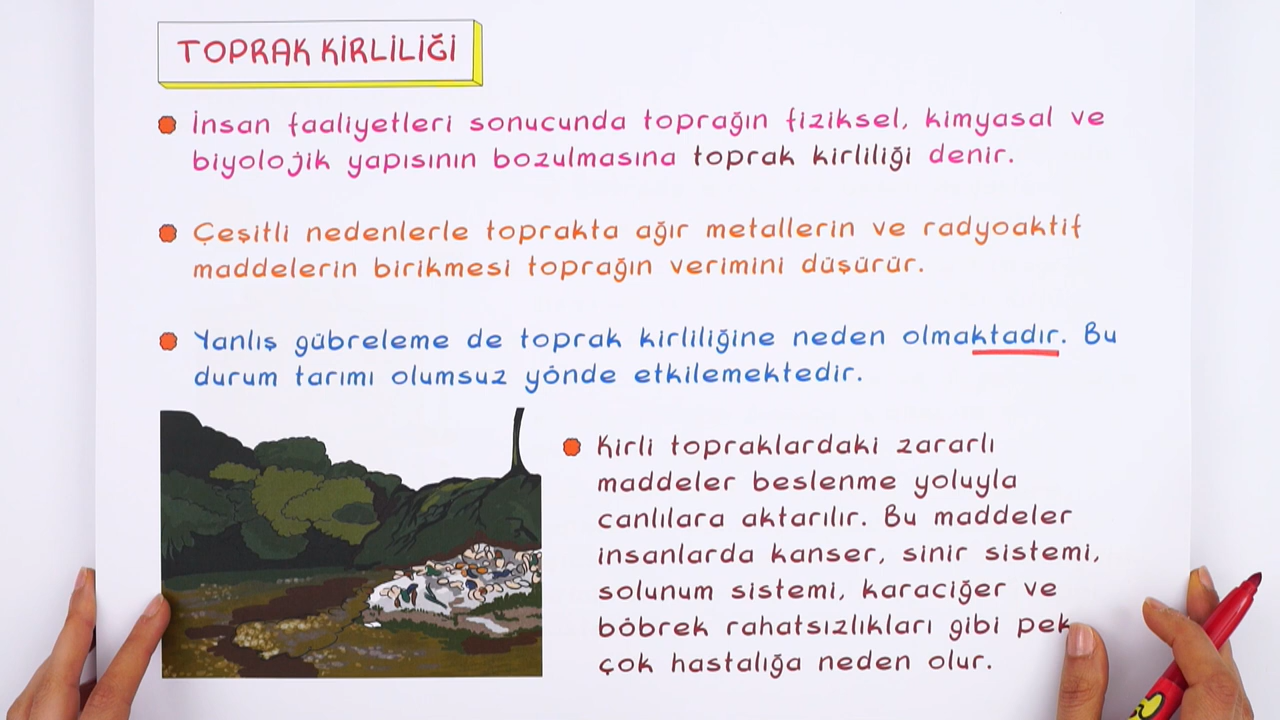 TOPRAK KİRLİLİĞİ
İnsan faaliyetleri sonucunda toprağın fiziksel, kimyasal ve
biyolojik yapısının bozulmasına toprak kirliliği denir.
Çeşitli nedenlerle toprakta ağır metallerin ve radyoaktif
maddelerin birikmesi toprağın verimini düşürür.
Yanlış gübreleme de toprak kirliliğine neden olmaktadır. Bu
durum tarımı olumsuz yönde etkilemektedir.
Kirli topraklardaki zararlı
maddeler beslenme yoluyla
canlılara aktarılır. Bu maddeler
insanlarda kanser, sinir sistemi,
solunum sistemi, karaciğer ve
böbrek rahatsızlıkları gibi pek
çok hastalığa neden olur.